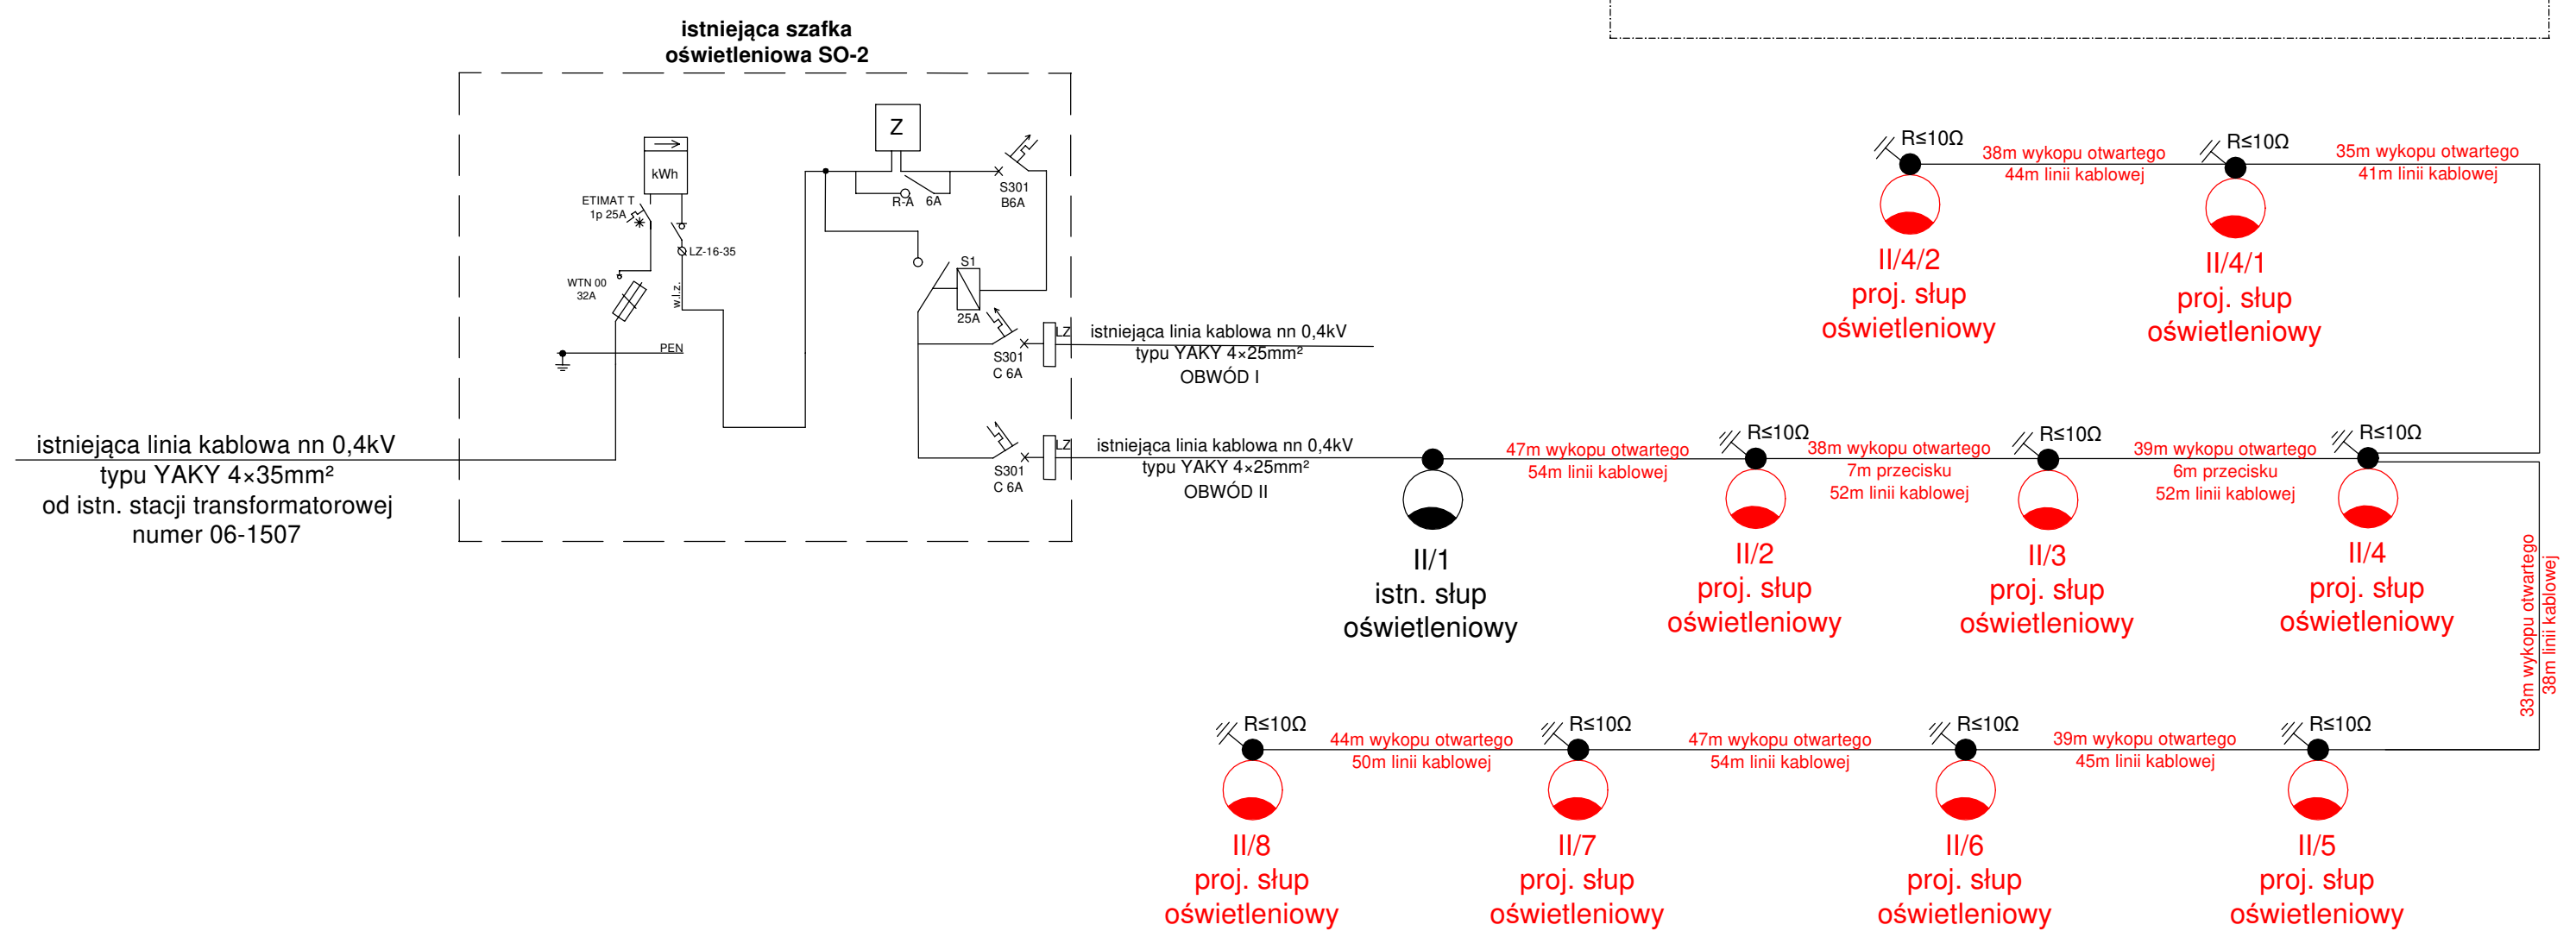 istniejąca szafka
oświetleniowa SO-2
Z
kWh
ETIMAT T
1p 25A
LZ-16-35
WTN 00
32A
w.l.z.
PEN
R-A
6A
S301
B6A
S1
25A
S301
C 6A
LZ
istniejąca linia kablowa nn 0,4kV
typu YAKY 4×25mm²
OBWÓD I
S301
C 6A
LZ
istniejąca linia kablowa nn 0,4kV
typu YAKY 4×25mm²
OBWÓD II
istniejąca linia kablowa nn 0,4kV
typu YAKY 4×35mm²
od istn. stacji transformatorowej
numer 06-1507
R≤10Ω
38m wykopu otwartego
44m linii kablowej
R≤10Ω
35m wykopu otwartego
41m linii kablowej
II/4/2
proj. słup
oświetleniowy
II/4/1
proj. słup
oświetleniowy
47m wykopu otwartego
54m linii kablowej
R≤10Ω
38m wykopu otwartego
7m przecisku
52m linii kablowej
R≤10Ω
39m wykopu otwartego
6m przecisku
52m linii kablowej
R≤10Ω
II/1
istn. słup
oświetleniowy
II/2
proj. słup
oświetleniowy
II/3
proj. słup
oświetleniowy
II/4
proj. słup
oświetleniowy
33m wykopu otwartego
38m linii kablowej
R≤10Ω
44m wykopu otwartego
50m linii kablowej
R≤10Ω
47m wykopu otwartego
54m linii kablowej
R≤10Ω
39m wykopu otwartego
45m linii kablowej
R≤10Ω
II/8
proj. słup
oświetleniowy
II/7
proj. słup
oświetleniowy
II/6
proj. słup
oświetleniowy
II/5
proj. słup
oświetleniowy